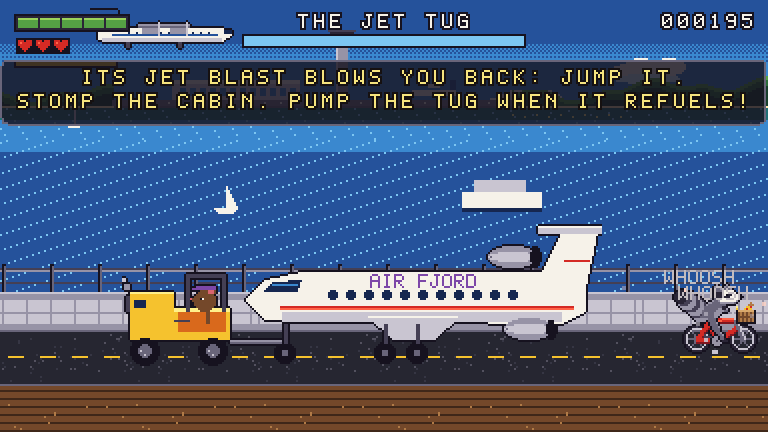 THE JET TUG
000195
ITS JET BLAST BLOWS YOU BACK: JUMP IT.
STOMP THE CABIN. PUMP THE TUG WHEN IT REFUELS!
AIR FJORD
WHOOSH
WHOOSH